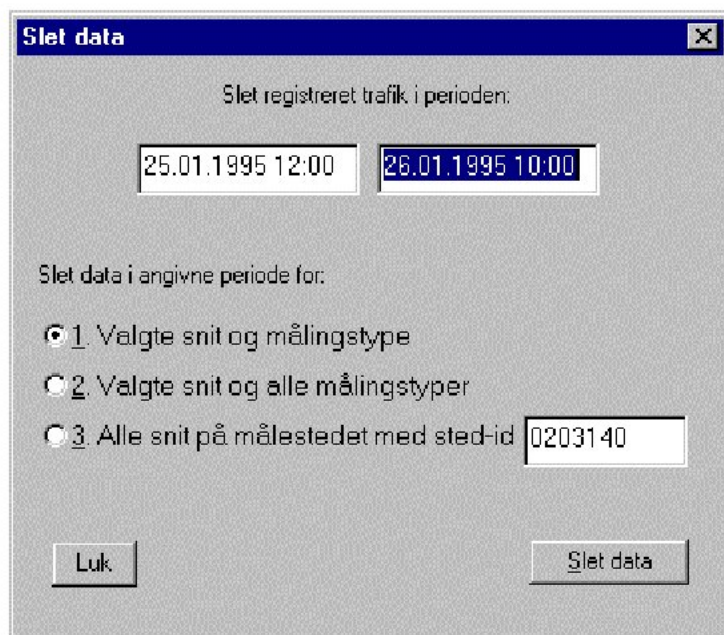 Slet data
Slet registreret trafik i perioden:
25.01.1995 12:00 26.01.1995 10:00
Slet data i angivne periode for:
1. Valgte snit og målingstype
2. Valgte snit og alle målingstyper
3. Alle snit på målestedet med sted-id 0203140
Luk Slet data